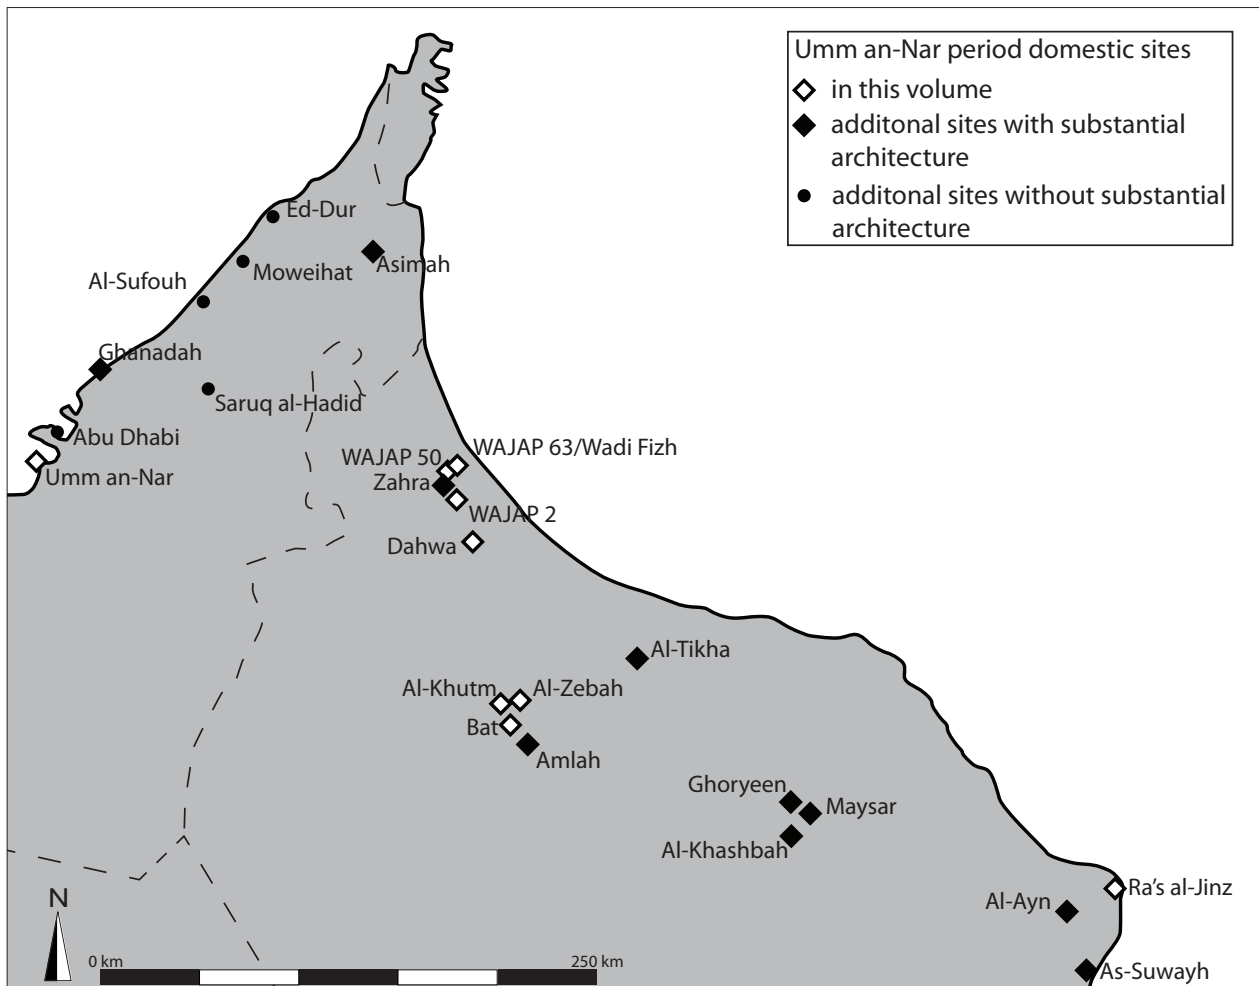 Umm an-Nar period domestic sites
in this volume
additonal sites with substantial
architecture
additonal sites without substantial
architecture
Ed-Dur
Asimah
Moweihat
Al-Sufouh
Ghanadah
Saruq al-Hadid
Abu Dhabi
Umm an-Nar
WAJAP 63/Wadi Fizh
WAJAP 50
Zahra
WAJAP 2
Dahwa
Al-Tikha
Al-Khutm
Al-Zebah
Bat
Amlah
Ghoryeen
Maysar
Al-Khashbah
Ra's al-Jinz
Al-Ayn
As-Suwayh
N
0 km
250 km